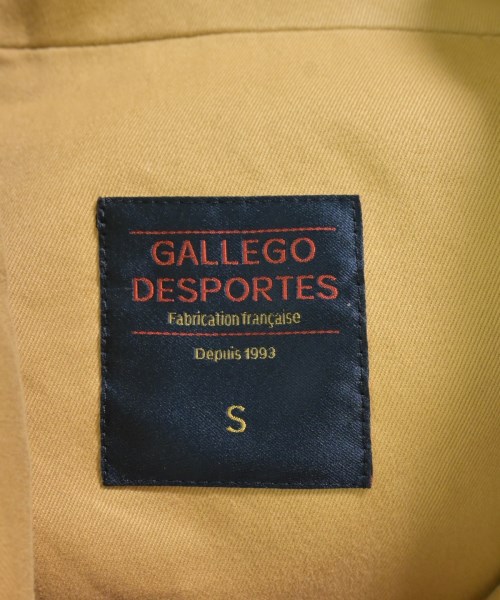 GALLEGO
DESPORTES
Fabrication française
Depuis 1993
S